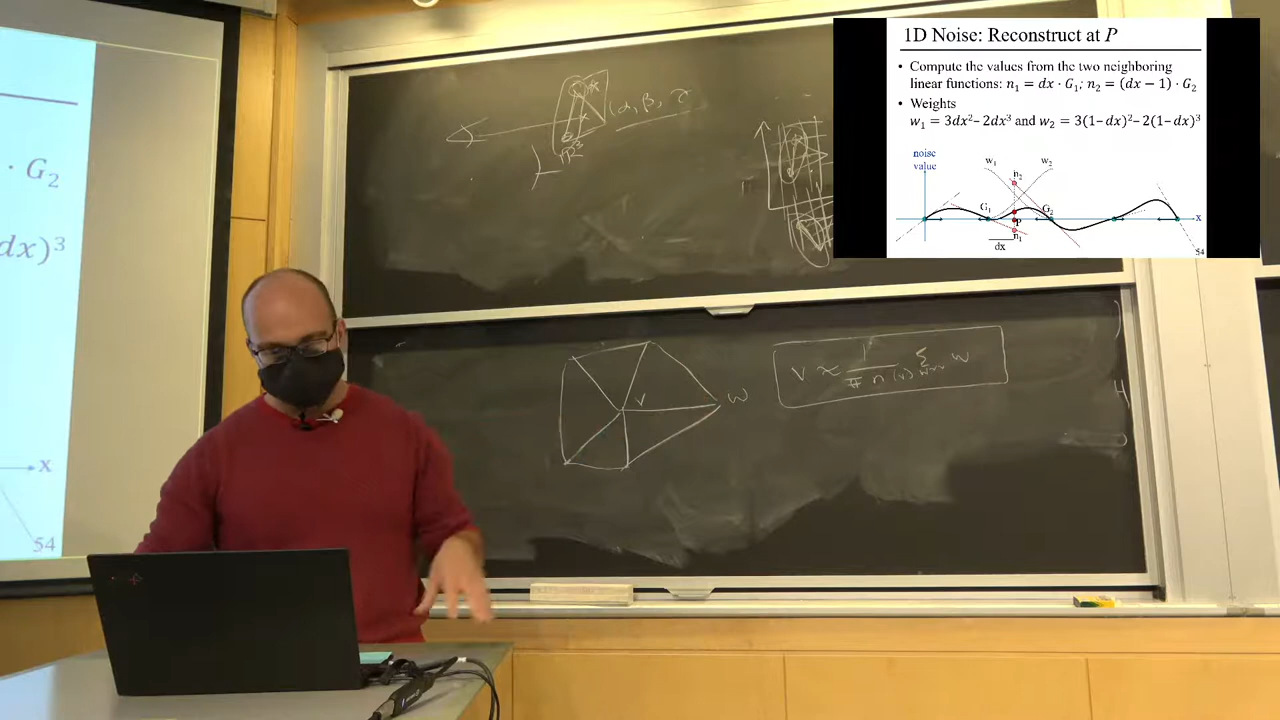 1D Noise: Reconstruct at P
• Compute the values from the two neighboring
linear functions: n₁ = dx · G₁; n₂ = (dx − 1) · G₂
• Weights
w₁ = 3dx² – 2dx³ and w₂ = 3(1–dx)² – 2(1–dx)³
noise
value
w₁
w₂
n₂
G₁
G₂
P
n₁
dx
x
54
· G₂
dx)³
x
54
(α, β, τ
V
w
V ≈ 1 / # n(v) Σ w